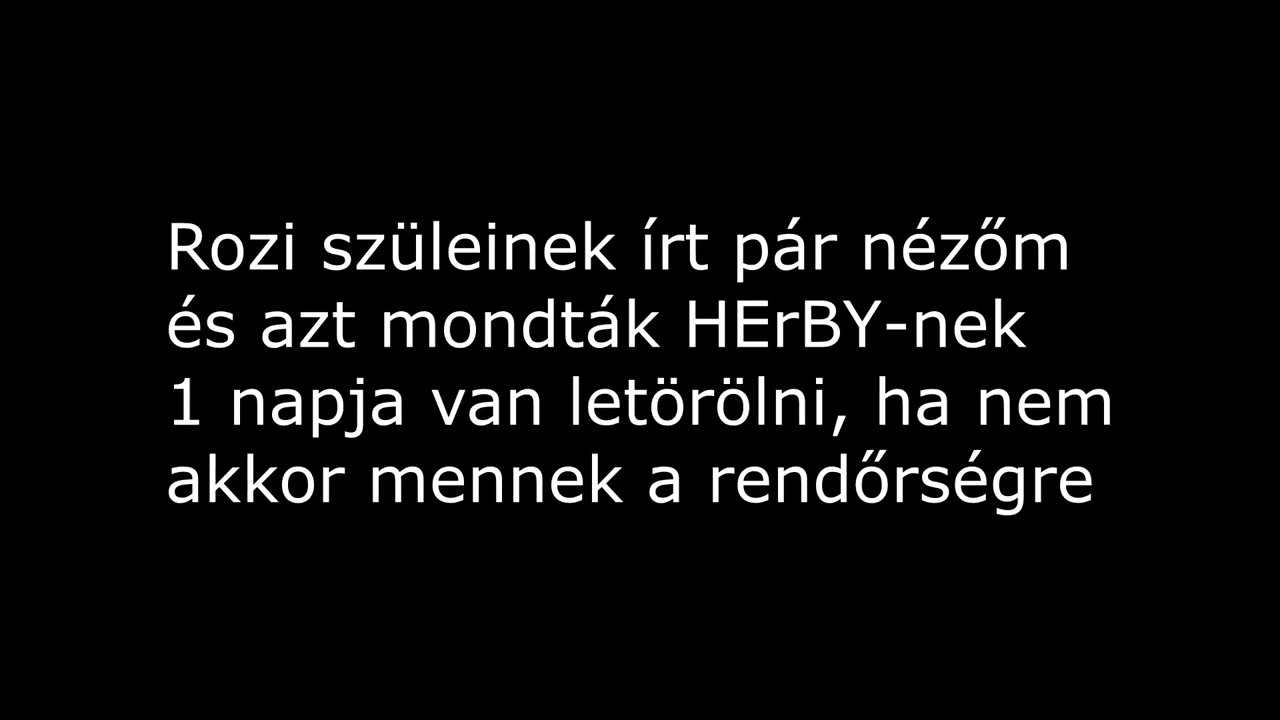 Rozi szüleinek írt pár nézőm
és azt mondták HErBY-nek
1 napja van letörölni, ha nem
akkor mennek a rendőrségre